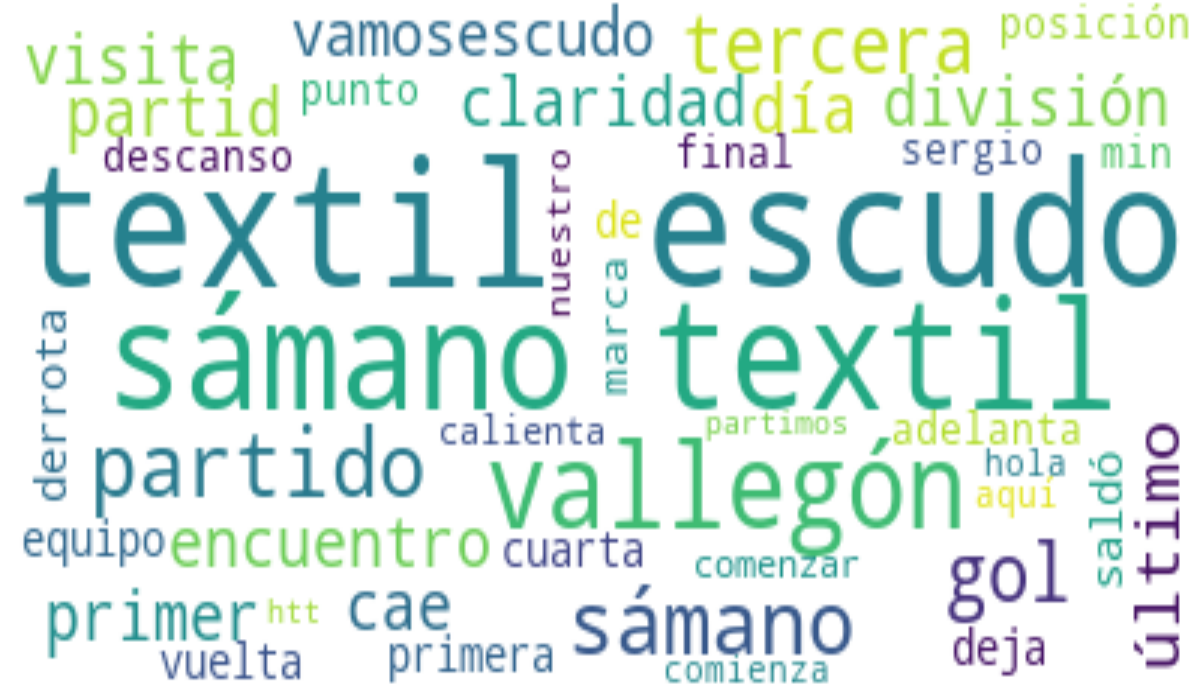 visita
vamosescudo
tercera
posición
partid
punto
claridad
día
división
descanso
final
sergio
min
textil
nuestro
de
escudo
derrota
sámano
marca
textil
partido
calienta
partimos
adelanta
vallegón
hola
aquí
saldó
último
equipo
encuentro
cuarta
comenzar
gol
primer
htt
cae
sámano
deja
vuelta
primera
comienza